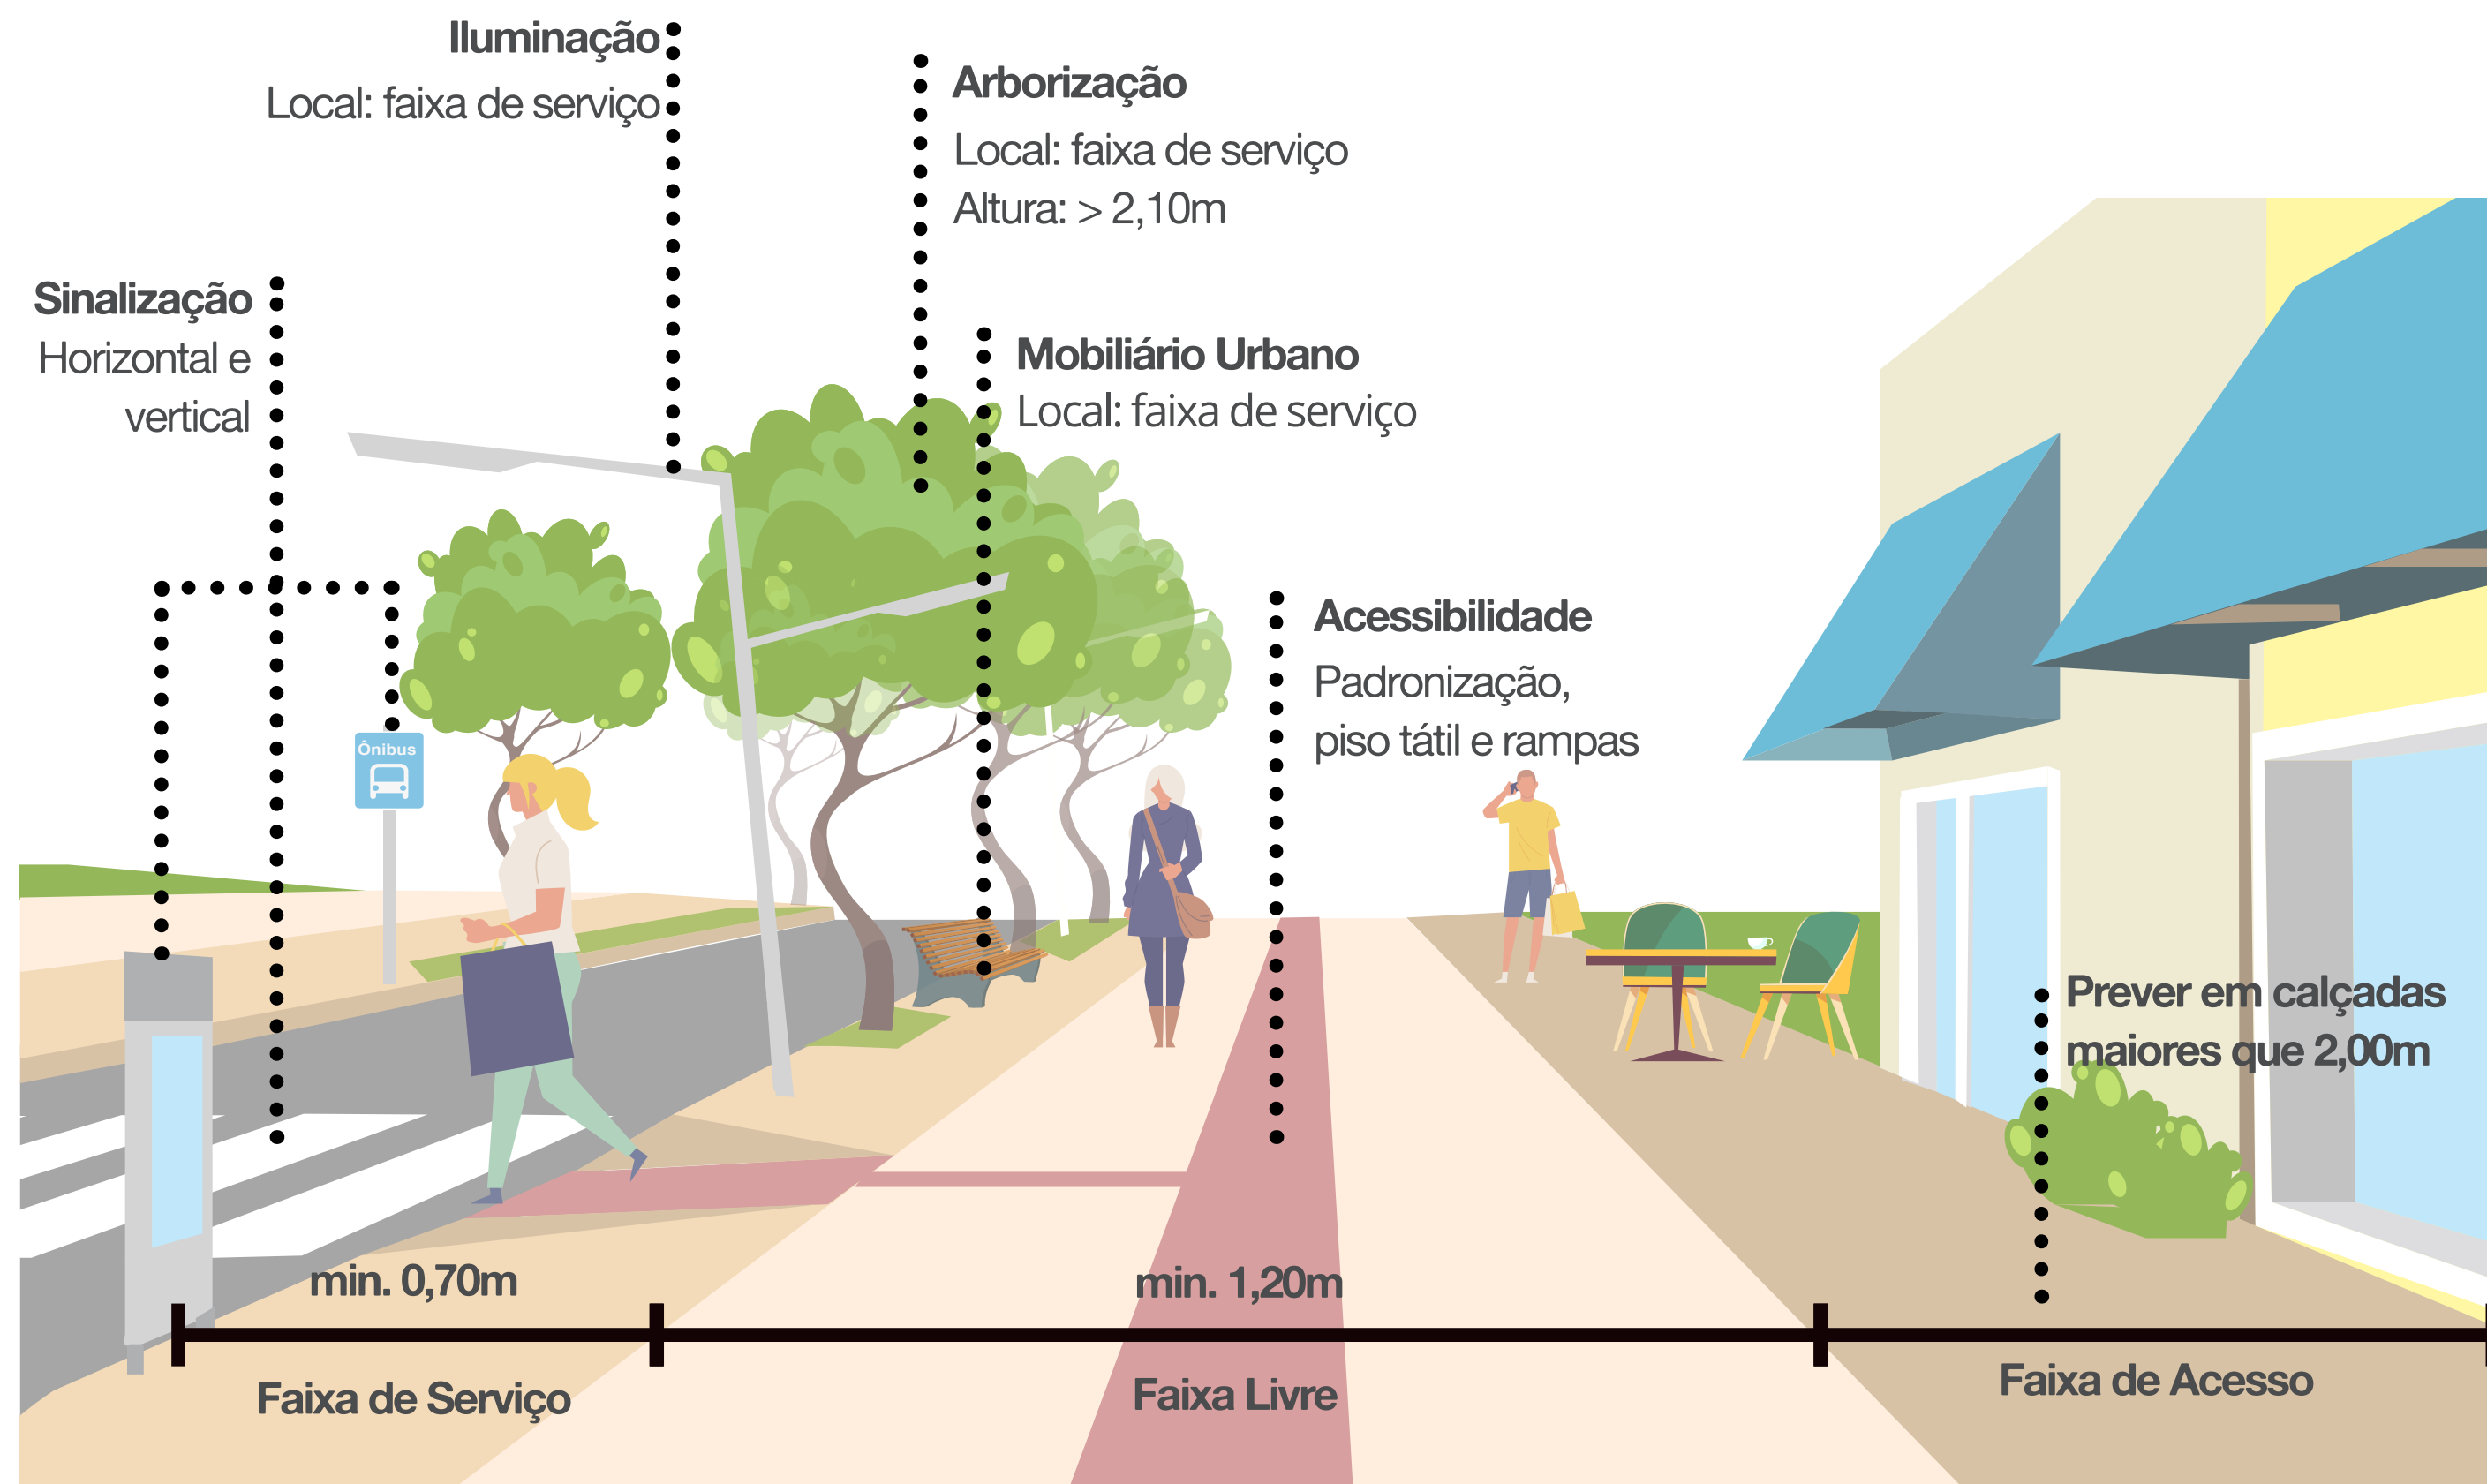 Iluminação
Local: faixa de serviço
Arborização
Local: faixa de serviço
Altura: > 2,10m
Sinalização
Horizontal e
vertical
Mobiliário Urbano
Local: faixa de serviço
Acessibilidade
Padronização,
piso tátil e rampas
Ônibus
Prever em calçadas
maiores que 2,00m
min. 0,70m
min. 1,20m
Faixa de Serviço
Faixa Livre
Faixa de Acesso